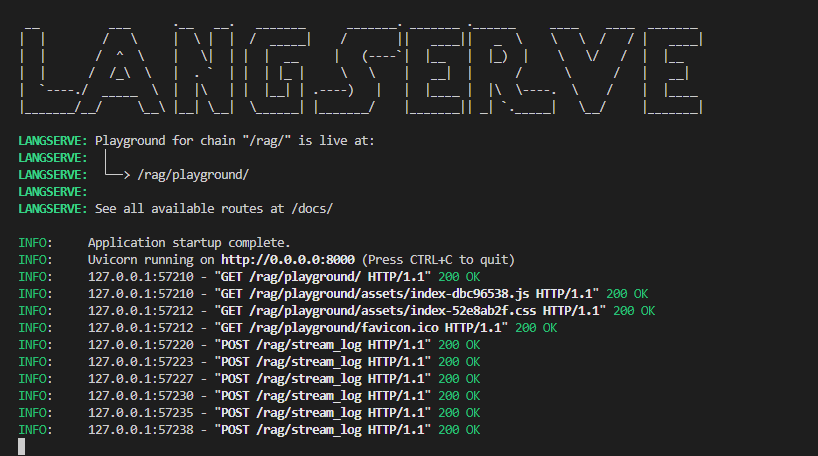 LANGSERVE
LANGSERVE: Playground for chain "/rag/" is live at:
LANGSERVE:  │
LANGSERVE:  └──> /rag/playground/
LANGSERVE:
LANGSERVE: See all available routes at /docs/
INFO:     Application startup complete.
INFO:     Uvicorn running on http://0.0.0.0:8000 (Press CTRL+C to quit)
INFO:     127.0.0.1:57210 - "GET /rag/playground/ HTTP/1.1" 200 OK
INFO:     127.0.0.1:57210 - "GET /rag/playground/assets/index-dbc96538.js HTTP/1.1" 200 OK
INFO:     127.0.0.1:57212 - "GET /rag/playground/assets/index-52e8ab2f.css HTTP/1.1" 200 OK
INFO:     127.0.0.1:57212 - "GET /rag/playground/favicon.ico HTTP/1.1" 200 OK
INFO:     127.0.0.1:57220 - "POST /rag/stream_log HTTP/1.1" 200 OK
INFO:     127.0.0.1:57223 - "POST /rag/stream_log HTTP/1.1" 200 OK
INFO:     127.0.0.1:57227 - "POST /rag/stream_log HTTP/1.1" 200 OK
INFO:     127.0.0.1:57230 - "POST /rag/stream_log HTTP/1.1" 200 OK
INFO:     127.0.0.1:57235 - "POST /rag/stream_log HTTP/1.1" 200 OK
INFO:     127.0.0.1:57238 - "POST /rag/stream_log HTTP/1.1" 200 OK